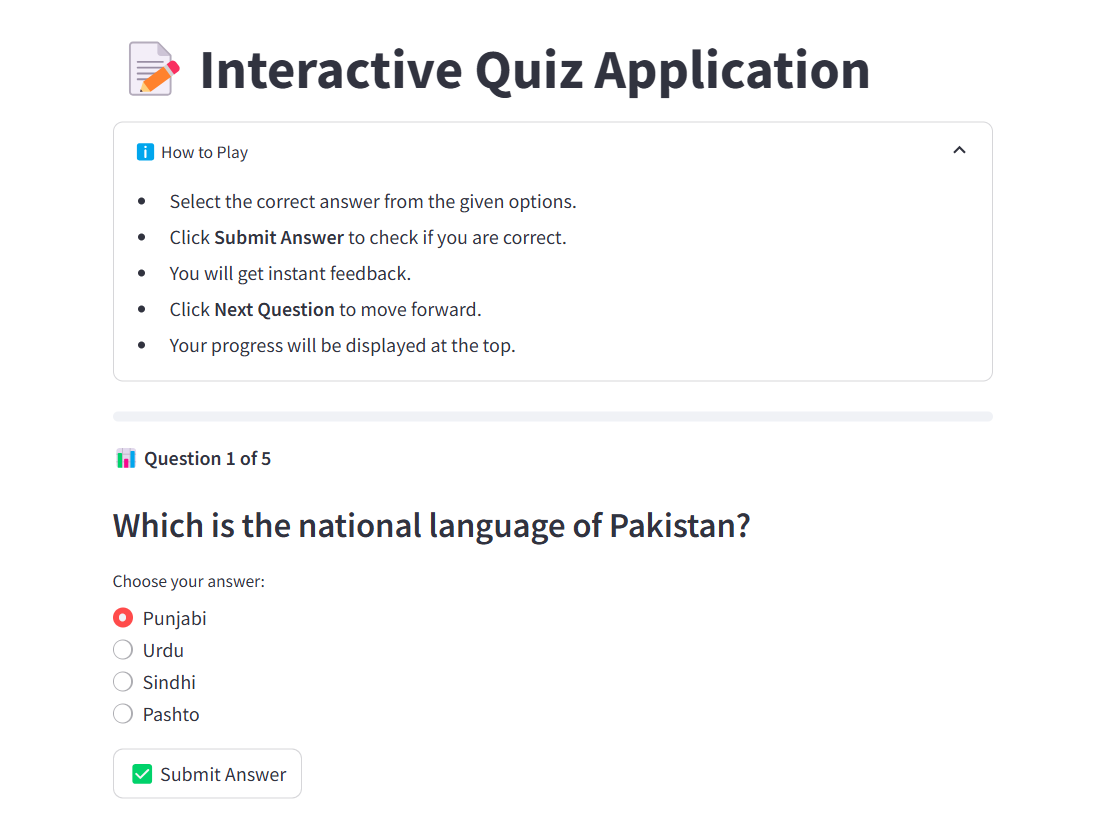 Interactive Quiz Application
How to Play
Select the correct answer from the given options.
Click Submit Answer to check if you are correct.
You will get instant feedback.
Click Next Question to move forward.
Your progress will be displayed at the top.
Question 1 of 5
Which is the national language of Pakistan?
Choose your answer:
Punjabi
Urdu
Sindhi
Pashto
Submit Answer